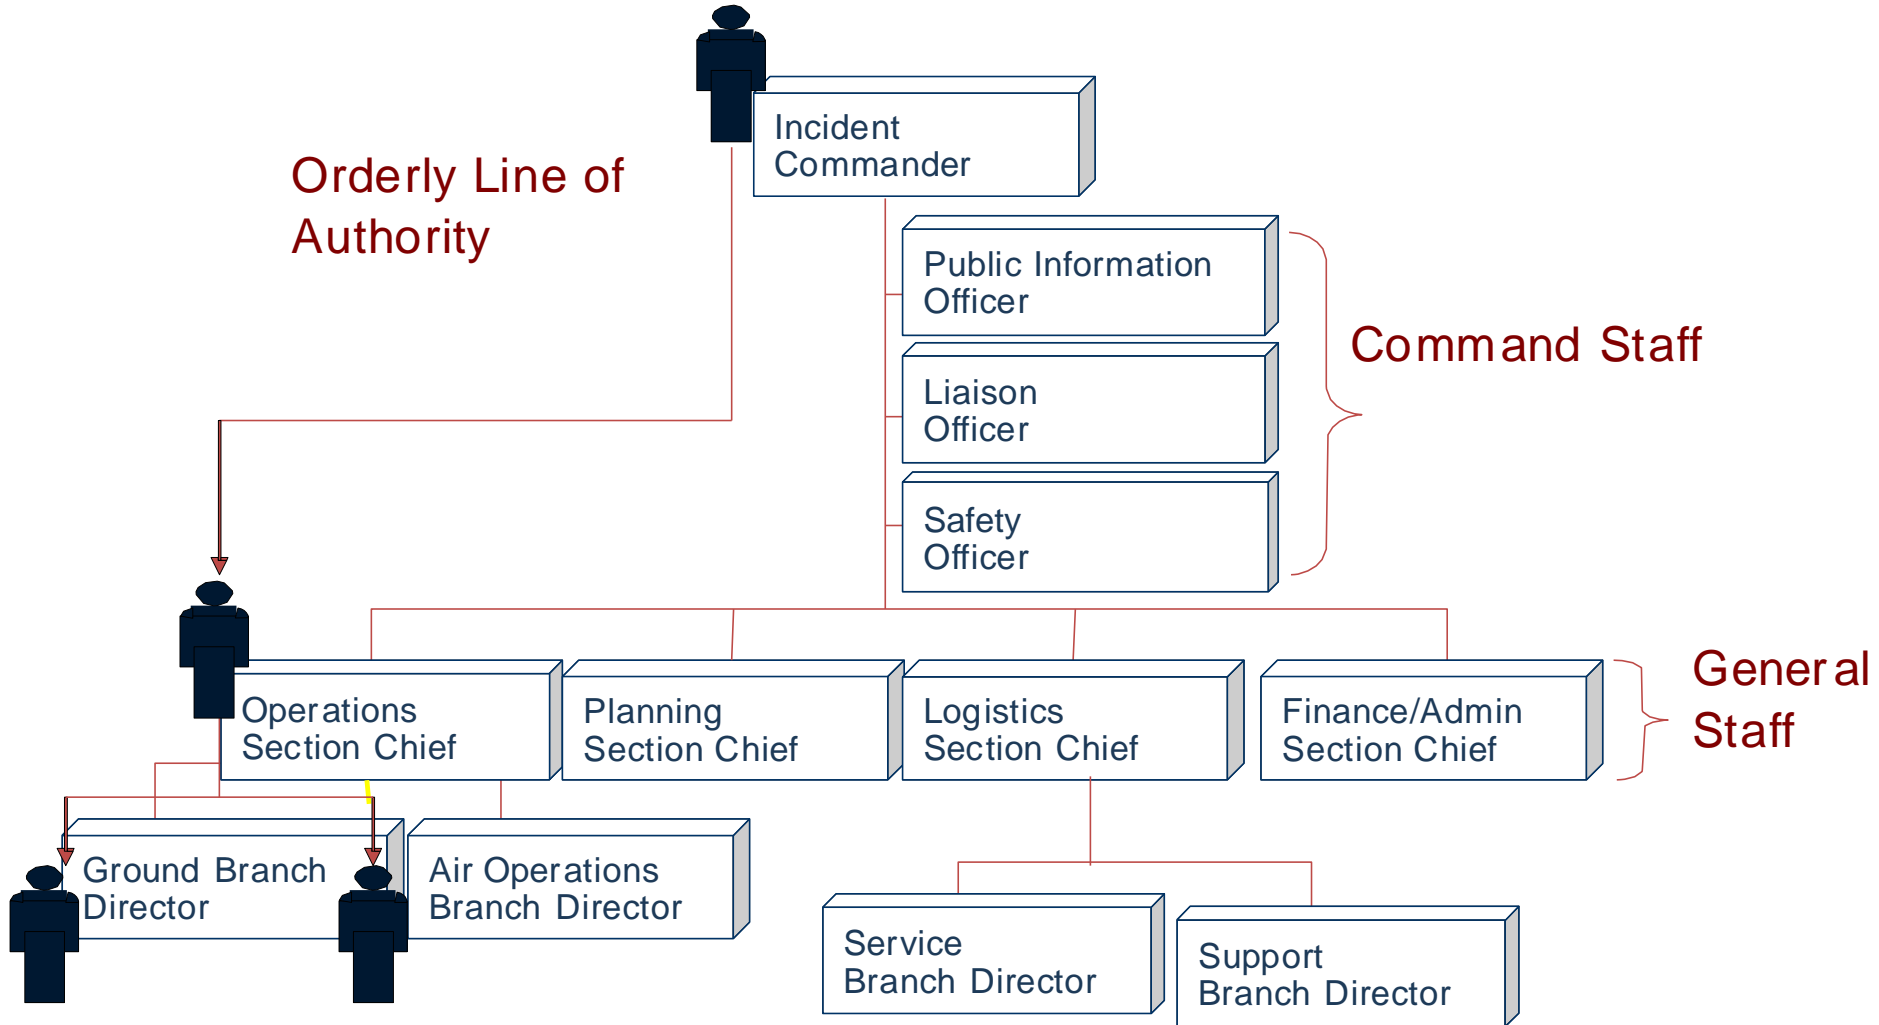 Incident
Commander
Orderly Line of
Authority
Public Information
Officer
Command Staff
Liaison
Officer
Safety
Officer
General
Staff
Operations
Section Chief
Planning
Section Chief
Logistics
Section Chief
Finance/Admin
Section Chief
Ground Branch
Director
Air Operations
Branch Director
Service
Branch Director
Support
Branch Director